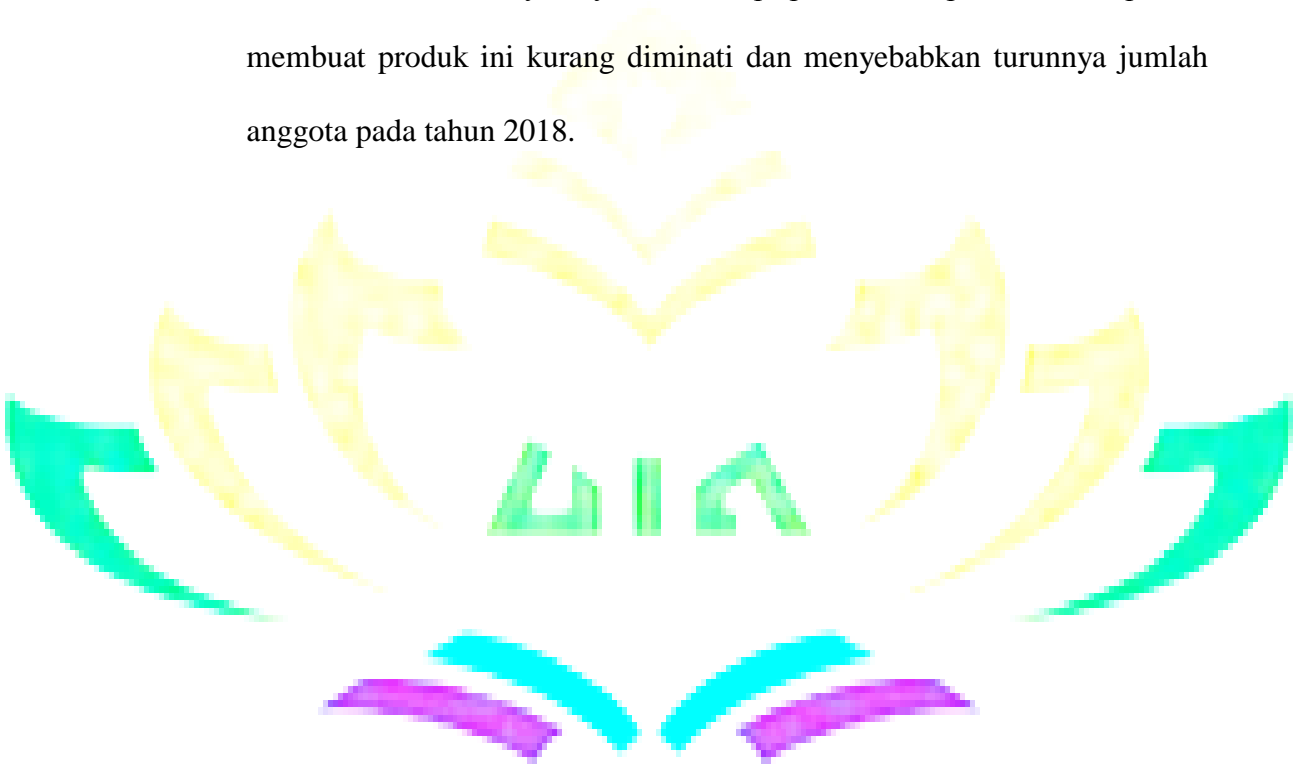 membuat produk ini kurang diminati dan menyebabkan turunnya jumlah
anggota pada tahun 2018.